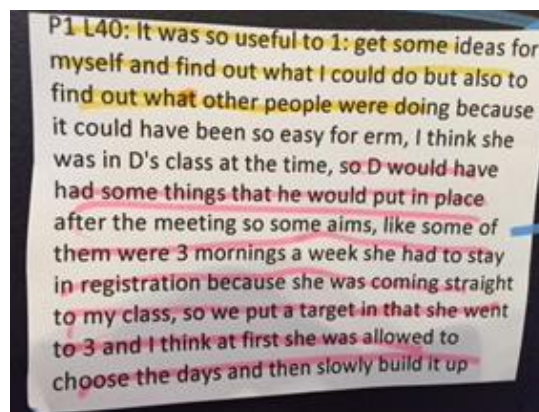 P1 L40: It was so useful to 1: get some ideas for
myself and find out what I could do but also to
find out what other people were doing because
it could have been so easy for erm, I think she
was in D's class at the time, so D would have
had some things that he would put in place
after the meeting so some aims, like some of
them were 3 mornings a week she had to stay
in registration because she was coming straight
to my class, so we put a target in that she went
to 3 and I think at first she was allowed to
choose the days and then slowly build it up